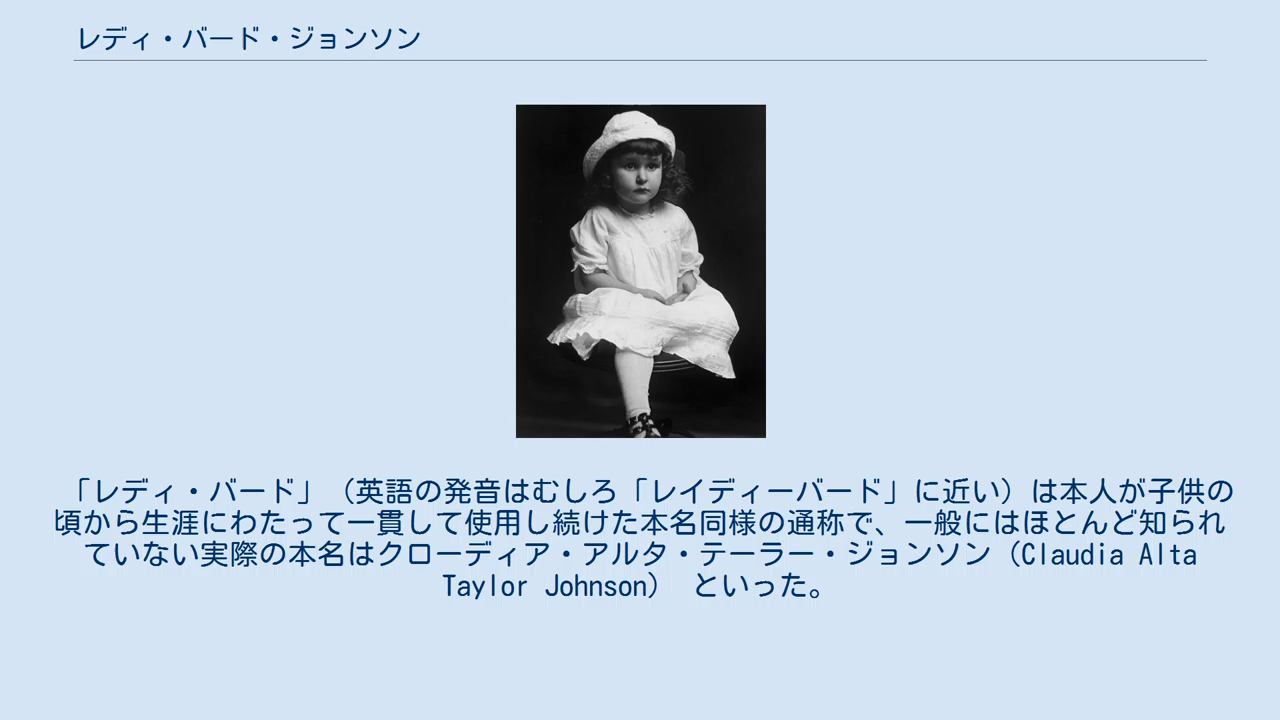 レディ・バード・ジョンソン
「レディ・バード」（英語の発音はむしろ「レイディーバード」に近い）は本人が子供の
頃から生涯にわたって一貫して使用し続けた本名同様の通称で、一般にはほとんど知られ
ていない実際の本名はクローディア・アルタ・テーラー・ジョンソン（Claudia Alta
Taylor Johnson） といった。